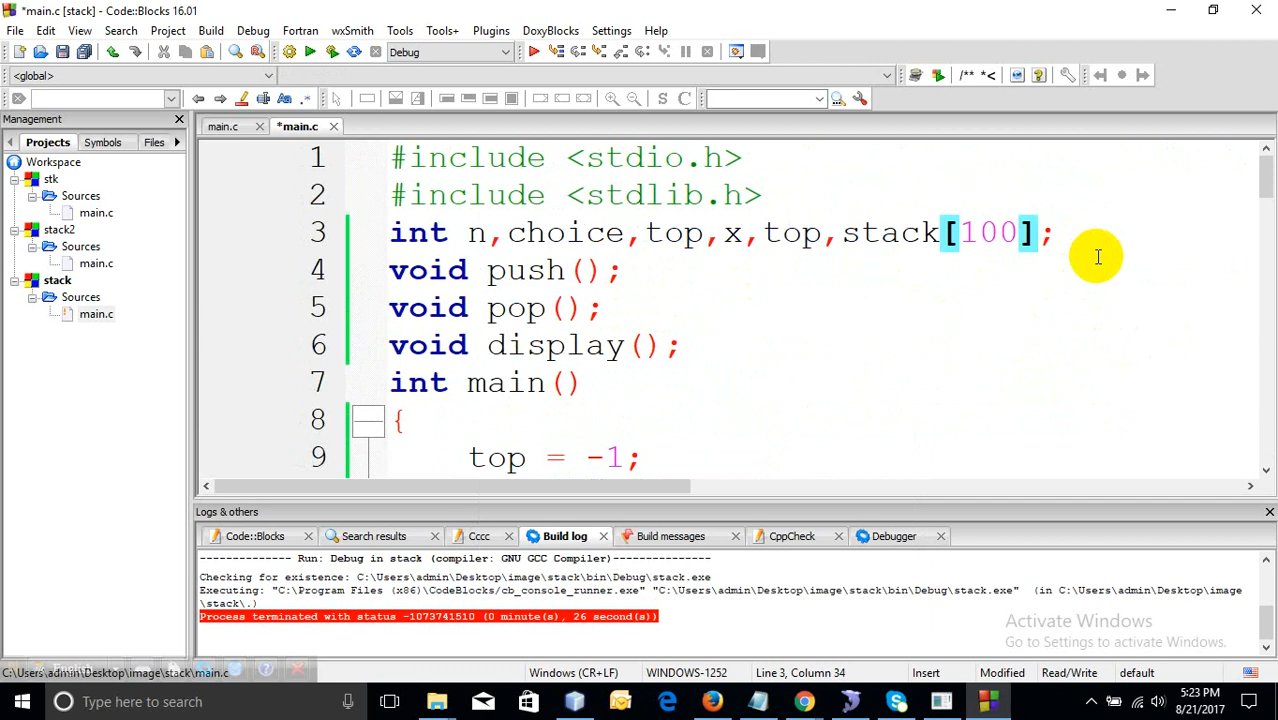 *main.c [stack] - Code::Blocks 16.01
File Edit View Search Project Build Debug Fortran wxSmith Tools Tools+ Plugins DoxyBlocks Settings Help
Debug
<global>
/** *<
S C
Management
Projects Symbols Files
Workspace
stk
Sources
main.c
stack2
Sources
main.c
stack
Sources
main.c
main.c *main.c
1 #include <stdio.h>
2 #include <stdlib.h>
3 int n,choice,top,x,top,stack[100];
4 void push();
5 void pop();
6 void display();
7 int main()
8 {
9 top = -1;
Logs & others
Code::Blocks Search results Cccc Build log Build messages CppCheck Debugger
-------------- Run: Debug in stack (compiler: GNU GCC Compiler)---------------
Checking for existence: C:\Users\admin\Desktop\image\stack\bin\Debug\stack.exe
Executing: "C:\Program Files (x86)\CodeBlocks/cb_console_runner.exe" "C:\Users\admin\Desktop\image\stack\bin\Debug\stack.exe"  (in C:\Users\admin\Desktop\image
\stack\.)
Process terminated with status -1073741510 (0 minute(s), 26 second(s))
Activate Windows
Go to Settings to activate Windows.
English
C:\Users\admin\Desktop\image\stack\main.c Windows (CR+LF) WINDOWS-1252 Line 3, Column 34 Insert Modified Read/Write default
Type here to search
5:23 PM
8/21/2017